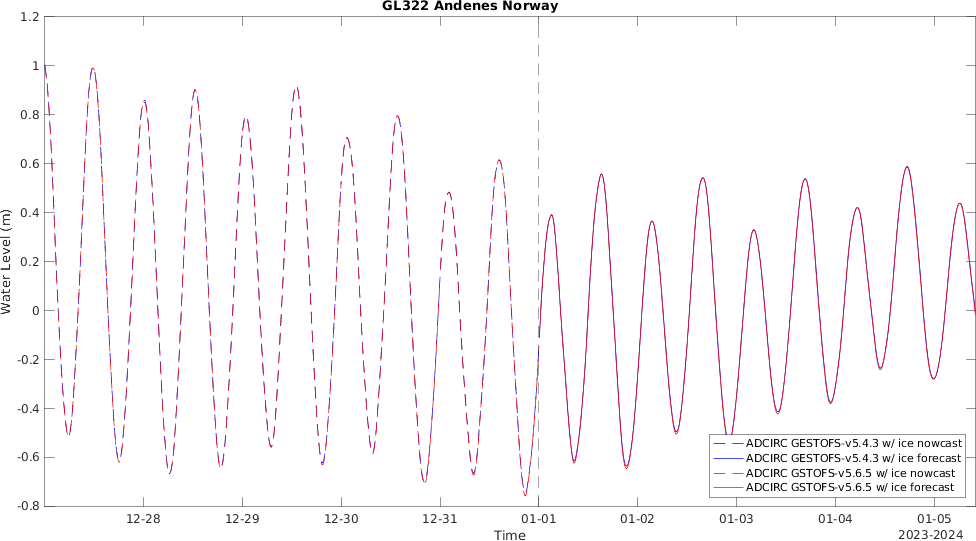 GL322 Andenes Norway
1.2
1
0.8
0.6
0.4
0.2
0
-0.2
-0.4
-0.6
-0.8
Water Level (m)
ADCIRC GESTOFS-v5.4.3 w/ ice nowcast
ADCIRC GESTOFS-v5.4.3 w/ ice forecast
ADCIRC GSTOFS-v5.6.5 w/ ice nowcast
ADCIRC GSTOFS-v5.6.5 w/ ice forecast
12-28 12-29 12-30 12-31 01-01 01-02 01-03 01-04 01-05
Time
2023-2024